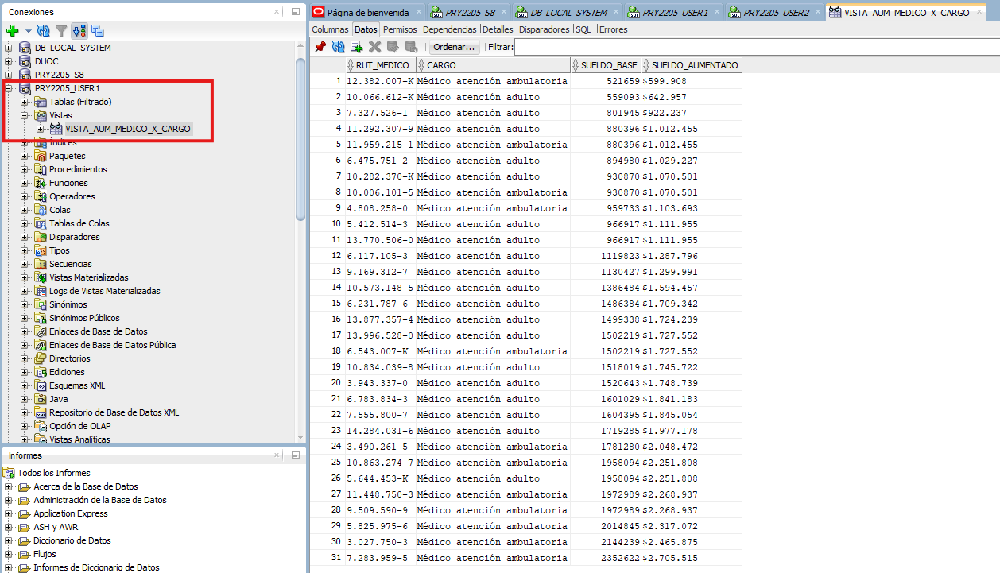 Conexiones
DB_LOCAL_SYSTEM
DUOC
PRY2205_S8
PRY2205_USER1
Tablas (Filtrado)
Vistas
VISTA_AUM_MEDICO_X_CARGO
Índices
Paquetes
Procedimientos
Funciones
Operadores
Colas
Tablas de Colas
Disparadores
Tipos
Secuencias
Vistas Materializadas
Logs de Vistas Materializadas
Sinónimos
Sinónimos Públicos
Enlaces de Base de Datos
Enlaces de Base de Datos Pública
Directorios
Ediciones
Esquemas XML
Java
Repositorio de Base de Datos XML
Opción de OLAP
Vistas Analíticas
Informes
Todos los Informes
Acerca de la Base de Datos
Administración de la Base de Datos
Application Express
ASH y AWR
Diccionario de Datos
Flujos
Informes de Diccionario de Datos
Página de bienvenida PRY2205_S8 DB_LOCAL_SYSTEM PRY2205_USER1 PRY2205_USER2 VISTA_AUM_MEDICO_X_CARGO
Columnas Datos Permisos Dependencias Detalles Disparadores SQL Errores
Ordenar... Filtrar:
RUT_MEDICO CARGO SUELDO_BASE SUELDO_AUMENTADO
1 12.382.007-K Médico atención ambulatoria 521659 $599.908
2 10.066.612-K Médico atención adulto 559093 $642.957
3 7.327.526-1 Médico atención adulto 801945 $922.237
4 11.292.307-9 Médico atención adulto 880396 $1.012.455
5 11.959.215-1 Médico atención ambulatoria 880396 $1.012.455
6 6.475.751-2 Médico atención adulto 894980 $1.029.227
7 10.282.370-K Médico atención adulto 930870 $1.070.501
8 10.006.101-5 Médico atención ambulatoria 930870 $1.070.501
9 4.808.258-0 Médico atención ambulatoria 959733 $1.103.693
10 5.412.514-3 Médico atención adulto 966917 $1.111.955
11 13.770.506-0 Médico atención adulto 966917 $1.111.955
12 6.117.105-3 Médico atención adulto 1119823 $1.287.796
13 9.169.312-7 Médico atención adulto 1130427 $1.299.991
14 10.573.148-5 Médico atención adulto 1386484 $1.594.457
15 6.231.787-6 Médico atención adulto 1486384 $1.709.342
16 13.877.357-4 Médico atención adulto 1499338 $1.724.239
17 13.996.528-0 Médico atención adulto 1502219 $1.727.552
18 6.543.007-K Médico atención ambulatoria 1502219 $1.727.552
19 10.834.039-8 Médico atención adulto 1518019 $1.745.722
20 3.943.337-0 Médico atención adulto 1520643 $1.748.739
21 6.783.834-3 Médico atención adulto 1601029 $1.841.183
22 7.555.800-7 Médico atención adulto 1604395 $1.845.054
23 14.284.031-6 Médico atención adulto 1719285 $1.977.178
24 3.490.261-5 Médico atención ambulatoria 1781280 $2.048.472
25 10.863.274-7 Médico atención ambulatoria 1958094 $2.251.808
26 5.644.453-K Médico atención adulto 1958094 $2.251.808
27 11.448.750-3 Médico atención ambulatoria 1972989 $2.268.937
28 9.509.590-9 Médico atención ambulatoria 1972989 $2.268.937
29 5.825.975-6 Médico atención ambulatoria 2014845 $2.317.072
30 3.027.750-3 Médico atención ambulatoria 2144239 $2.465.875
31 7.283.959-5 Médico atención ambulatoria 2352622 $2.705.515